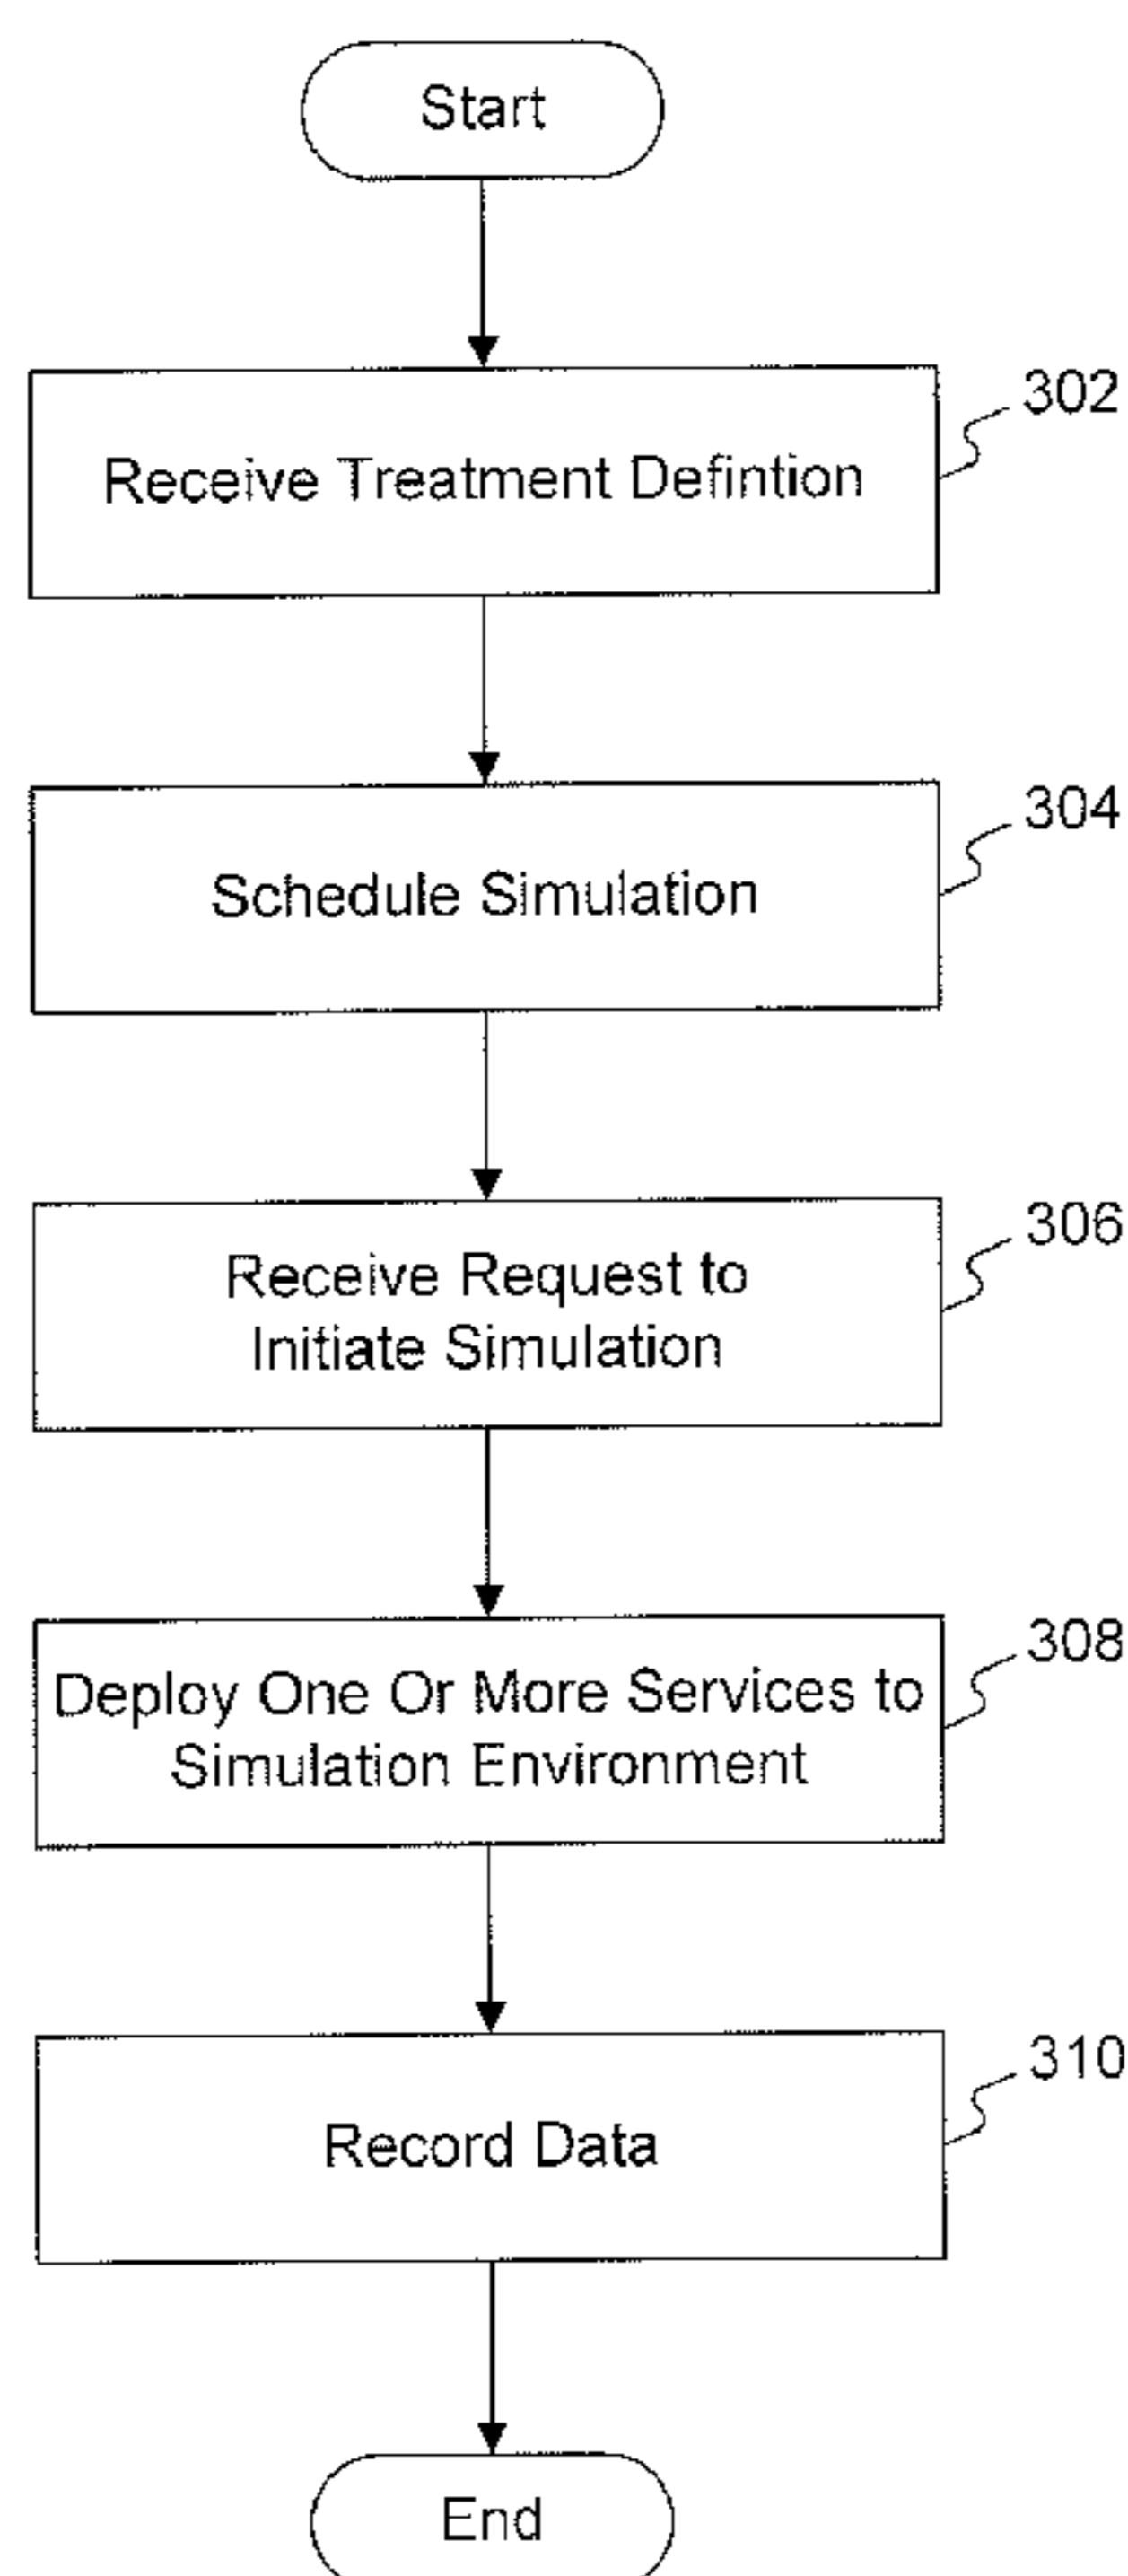 Start
302
Receive Treatment Defintion
304
Schedule Simulation
306
Receive Request to
Initiate Simulation
308
Deploy One Or More Services to
Simulation Environment
310
Record Data
End